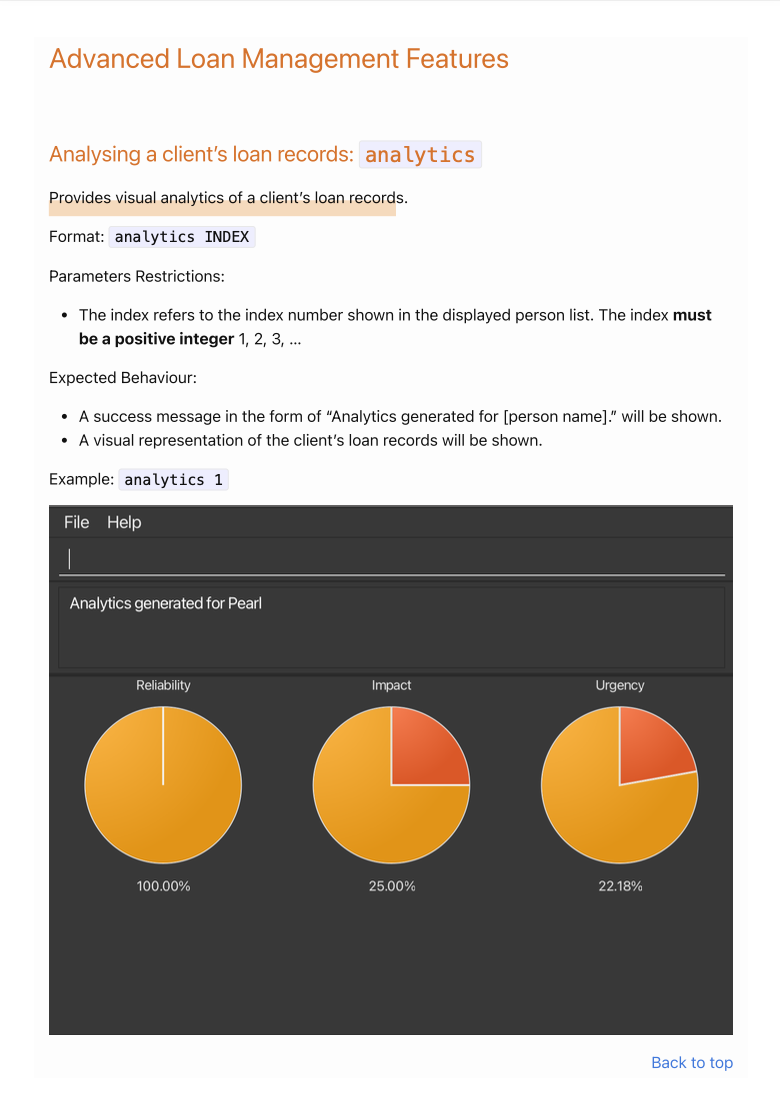 Advanced Loan Management Features
Analysing a client’s loan records: analytics
Provides visual analytics of a client’s loan records.
Format: analytics INDEX
Parameters Restrictions:
• The index refers to the index number shown in the displayed person list. The index must
be a positive integer 1, 2, 3, …
Expected Behaviour:
• A success message in the form of “Analytics generated for [person name].” will be shown.
• A visual representation of the client’s loan records will be shown.
Example: analytics 1
File Help
Analytics generated for Pearl
Reliability Impact Urgency
100.00% 25.00% 22.18%
Back to top